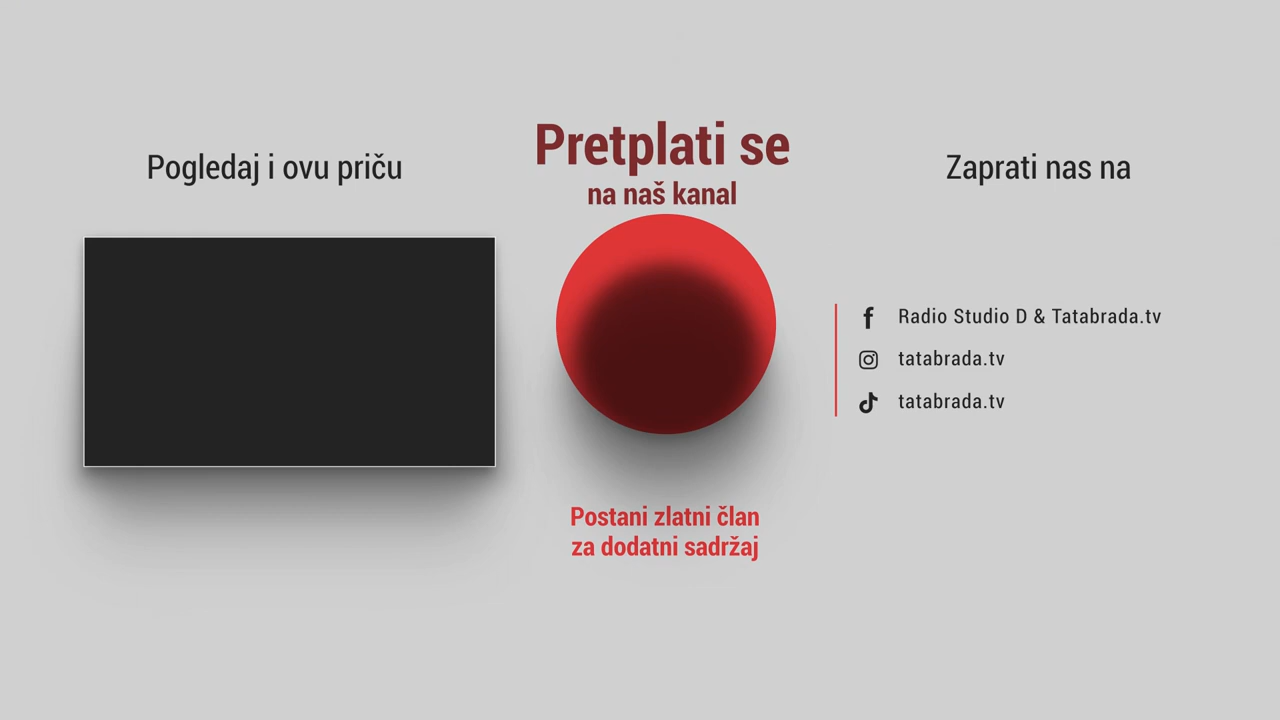 Pogledaj i ovu priču
Pretplati se
na naš kanal
Postani zlatni član
za dodatni sadržaj
Zaprati nas na
Radio Studio D & Tatabrada.tv
tatabrada.tv
tatabrada.tv